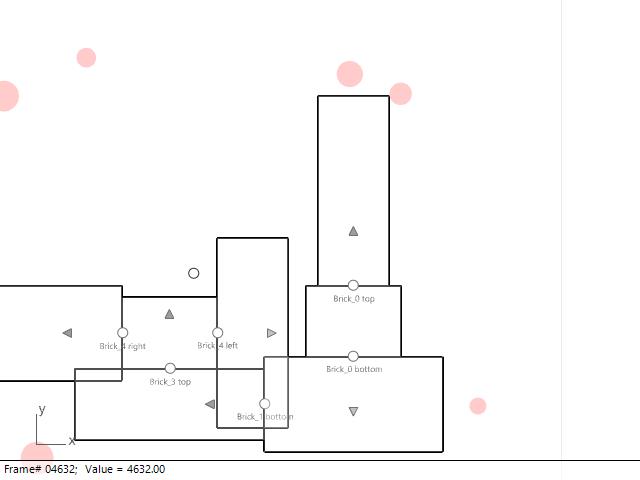 Brick_0 top
Brick_4 right
Brick_4 left
Brick_0 bottom
Brick_3 top
y
Brick_1 bottom
x
Frame# 04632;  Value = 4632.00